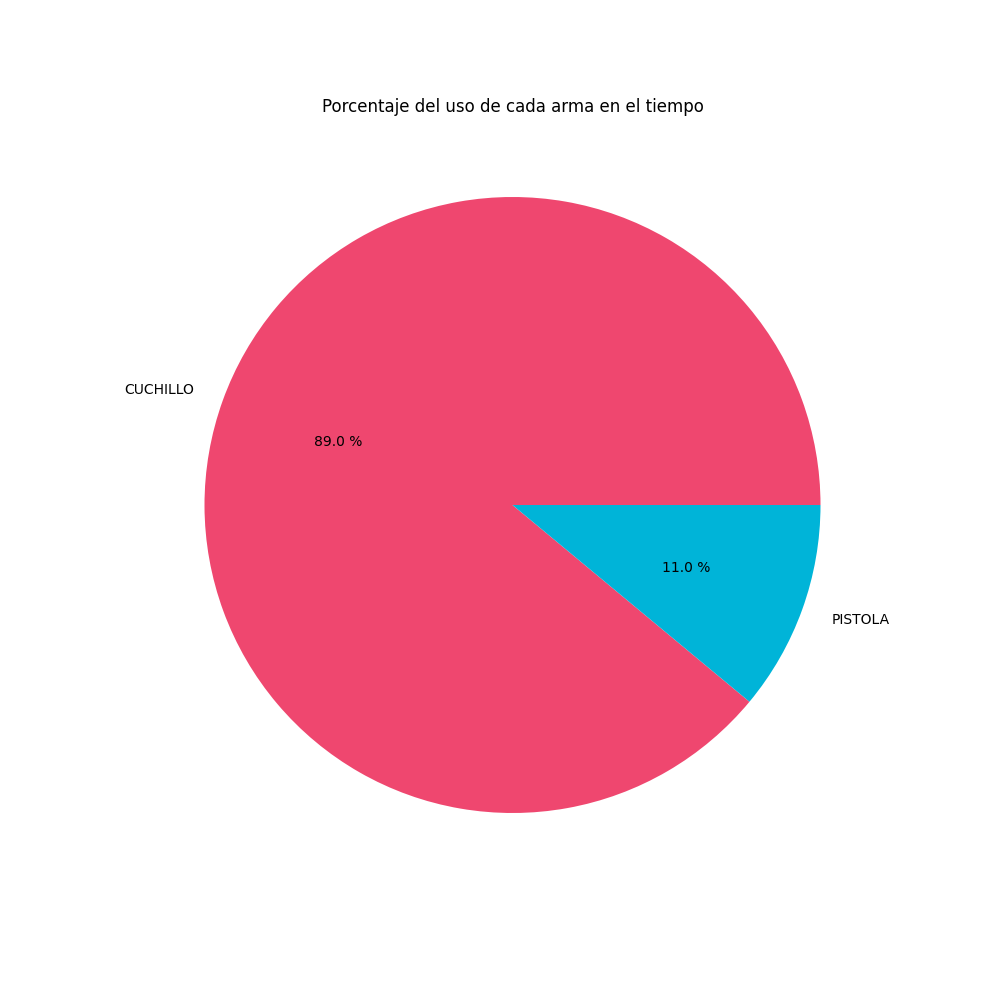 Porcentaje del uso de cada arma en el tiempo
CUCHILLO
89.0 %
11.0 %
PISTOLA